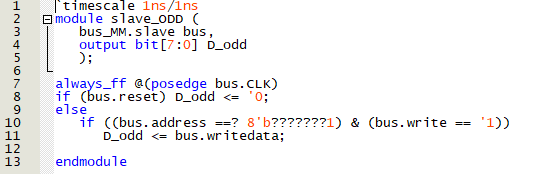 1 `timescale 1ns/1ns
2 module slave_ODD (
3 bus_MM.slave bus,
4 output bit[7:0] D_odd
5 );
6
7 always_ff @(posedge bus.CLK)
8 if (bus.reset) D_odd <= '0;
9 else
10 if ((bus.address ==? 8'b???????1) & (bus.write == '1))
11 D_odd <= bus.writedata;
12
13 endmodule